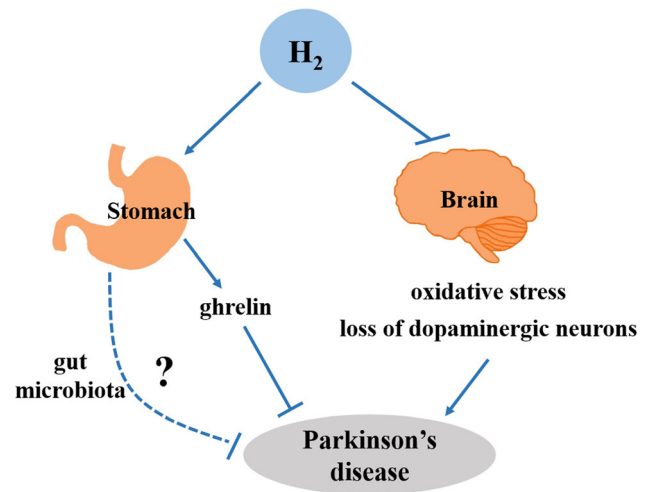 H₂
Stomach
Brain
ghrelin
oxidative stress
loss of dopaminergic neurons
gut
microbiota
?
Parkinson’s
disease